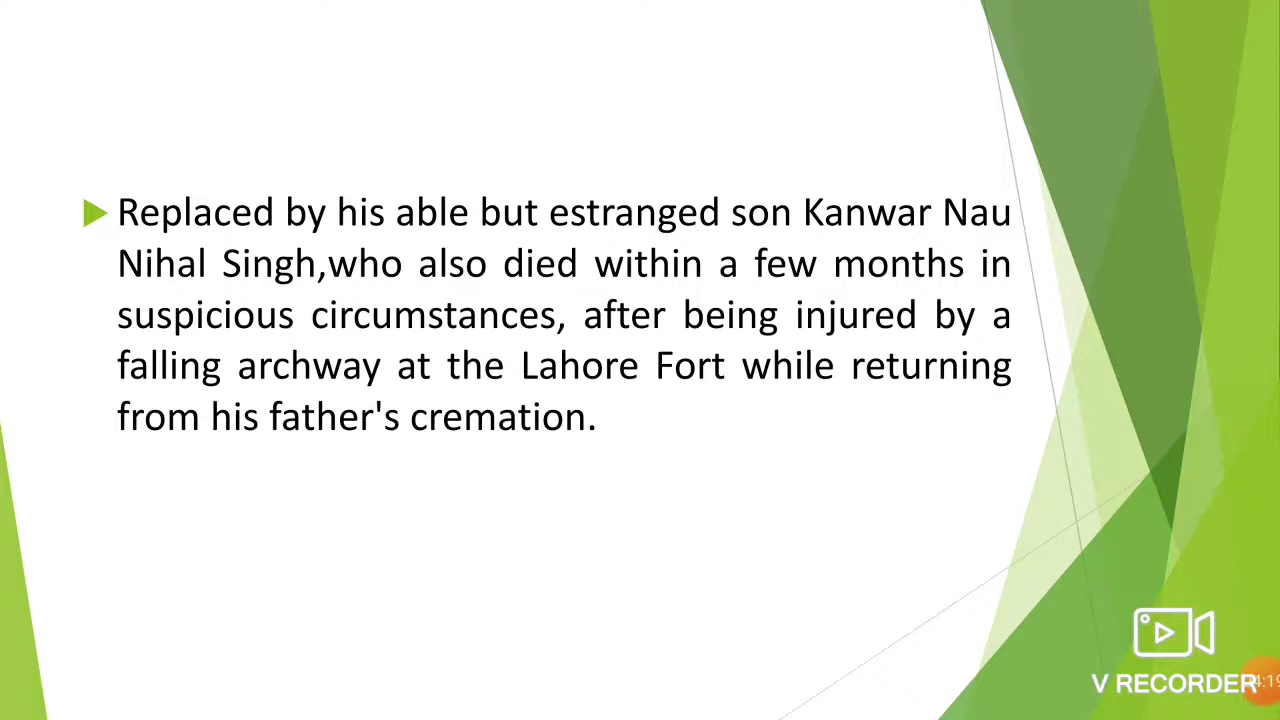 Replaced by his able but estranged son Kanwar Nau
Nihal Singh,who also died within a few months in
suspicious circumstances, after being injured by a
falling archway at the Lahore Fort while returning
from his father's cremation.
V RECORDER